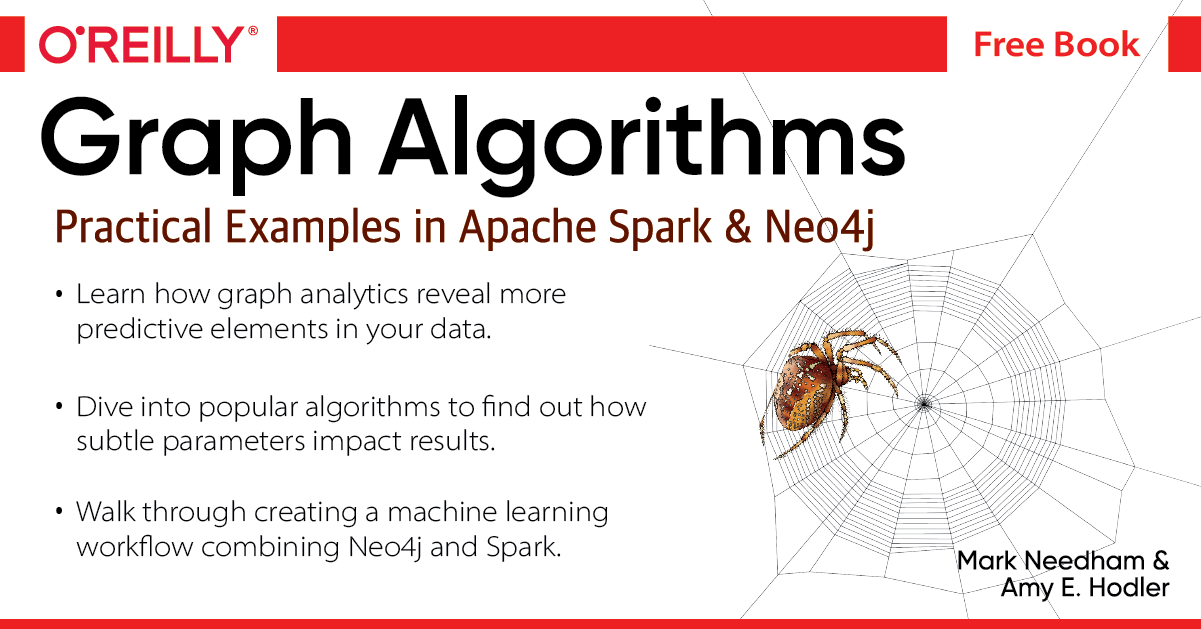 O'REILLY®
Free Book
Graph Algorithms
Practical Examples in Apache Spark & Neo4j
• Learn how graph analytics reveal more
predictive elements in your data.
• Dive into popular algorithms to find out how
subtle parameters impact results.
• Walk through creating a machine learning
workflow combining Neo4j and Spark.
Mark Needham &
Amy E. Hodler